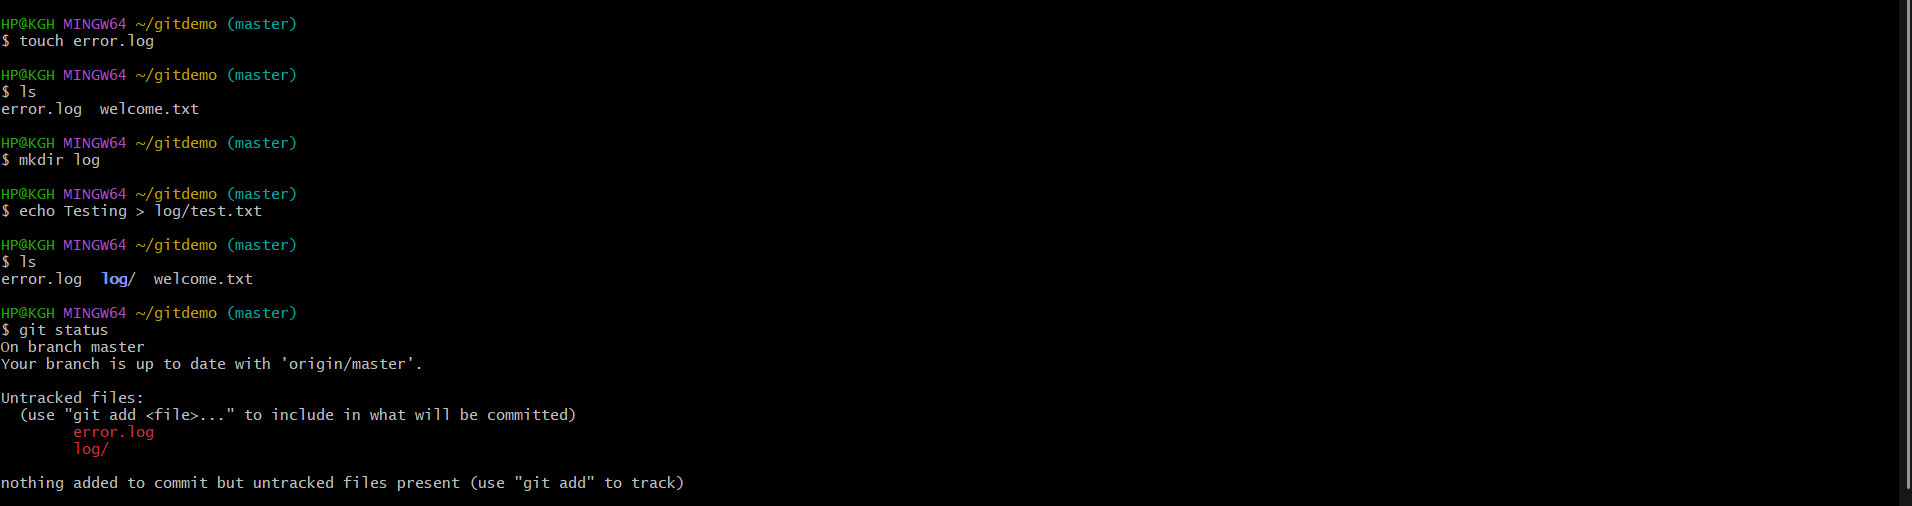 HP@KGH MINGW64 ~/gitdemo (master)
$ touch error.log
HP@KGH MINGW64 ~/gitdemo (master)
$ ls
error.log  welcome.txt
HP@KGH MINGW64 ~/gitdemo (master)
$ mkdir log
HP@KGH MINGW64 ~/gitdemo (master)
$ echo Testing > log/test.txt
HP@KGH MINGW64 ~/gitdemo (master)
$ ls
error.log  log/  welcome.txt
HP@KGH MINGW64 ~/gitdemo (master)
$ git status
On branch master
Your branch is up to date with 'origin/master'.
Untracked files:
  (use "git add <file>..." to include in what will be committed)
        error.log
        log/
nothing added to commit but untracked files present (use "git add" to track)